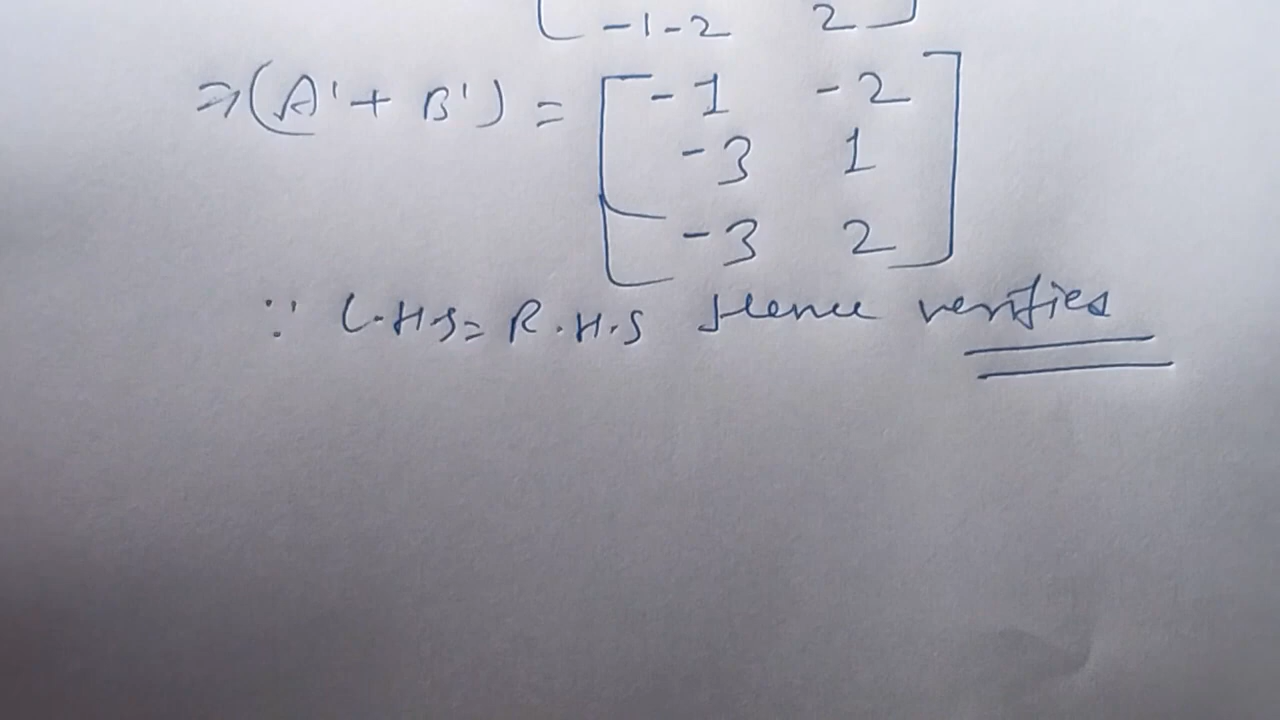 -1-2 2
⇒(A'+ B') = [ -1 -2
-3 1
-3 2 ]
∵ L.H.S= R.H.S Hence verifies